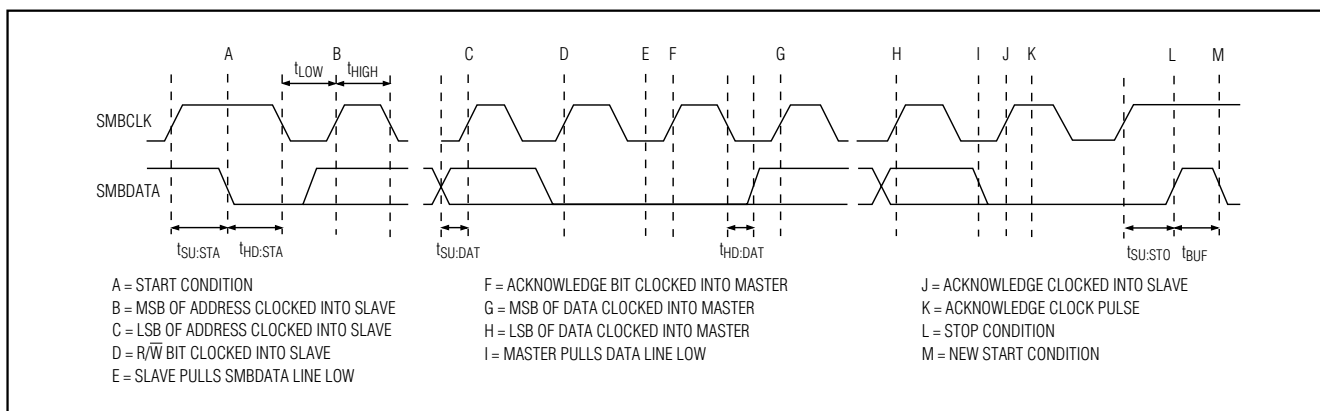 A B C D E F G H I J K L M
tLOW tHIGH
SMBCLK
SMBDATA
tSU:STA tHD:STA tSU:DAT tHD:DAT tSU:STO tBUF
A = START CONDITION
B = MSB OF ADDRESS CLOCKED INTO SLAVE
C = LSB OF ADDRESS CLOCKED INTO SLAVE
D = R/W̅ BIT CLOCKED INTO SLAVE
E = SLAVE PULLS SMBDATA LINE LOW
F = ACKNOWLEDGE BIT CLOCKED INTO MASTER
G = MSB OF DATA CLOCKED INTO MASTER
H = LSB OF DATA CLOCKED INTO MASTER
I = MASTER PULLS DATA LINE LOW
J = ACKNOWLEDGE CLOCKED INTO SLAVE
K = ACKNOWLEDGE CLOCK PULSE
L = STOP CONDITION
M = NEW START CONDITION